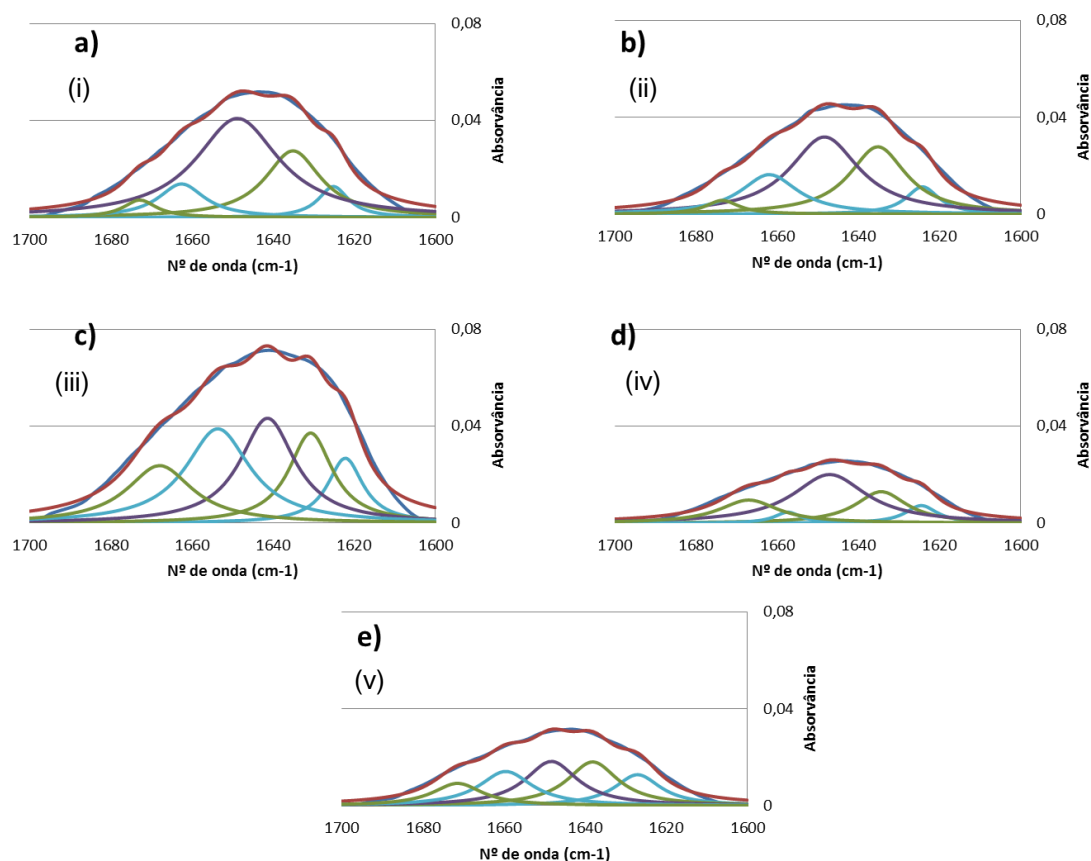 a)
(i)
0,08
0,04
0
Absorvância
1700 1680 1660 1640 1620 1600
Nº de onda (cm-1)
b)
(ii)
0,08
0,04
0
Absorvância
1700 1680 1660 1640 1620 1600
Nº de onda (cm-1)
c)
(iii)
0,08
0,04
0
Absorvância
1700 1680 1660 1640 1620 1600
Nº de onda (cm-1)
d)
(iv)
0,08
0,04
0
Absorvância
1700 1680 1660 1640 1620 1600
Nº de onda (cm-1)
e)
(v)
0,08
0,04
0
Absorvância
1700 1680 1660 1640 1620 1600
Nº de onda (cm-1)